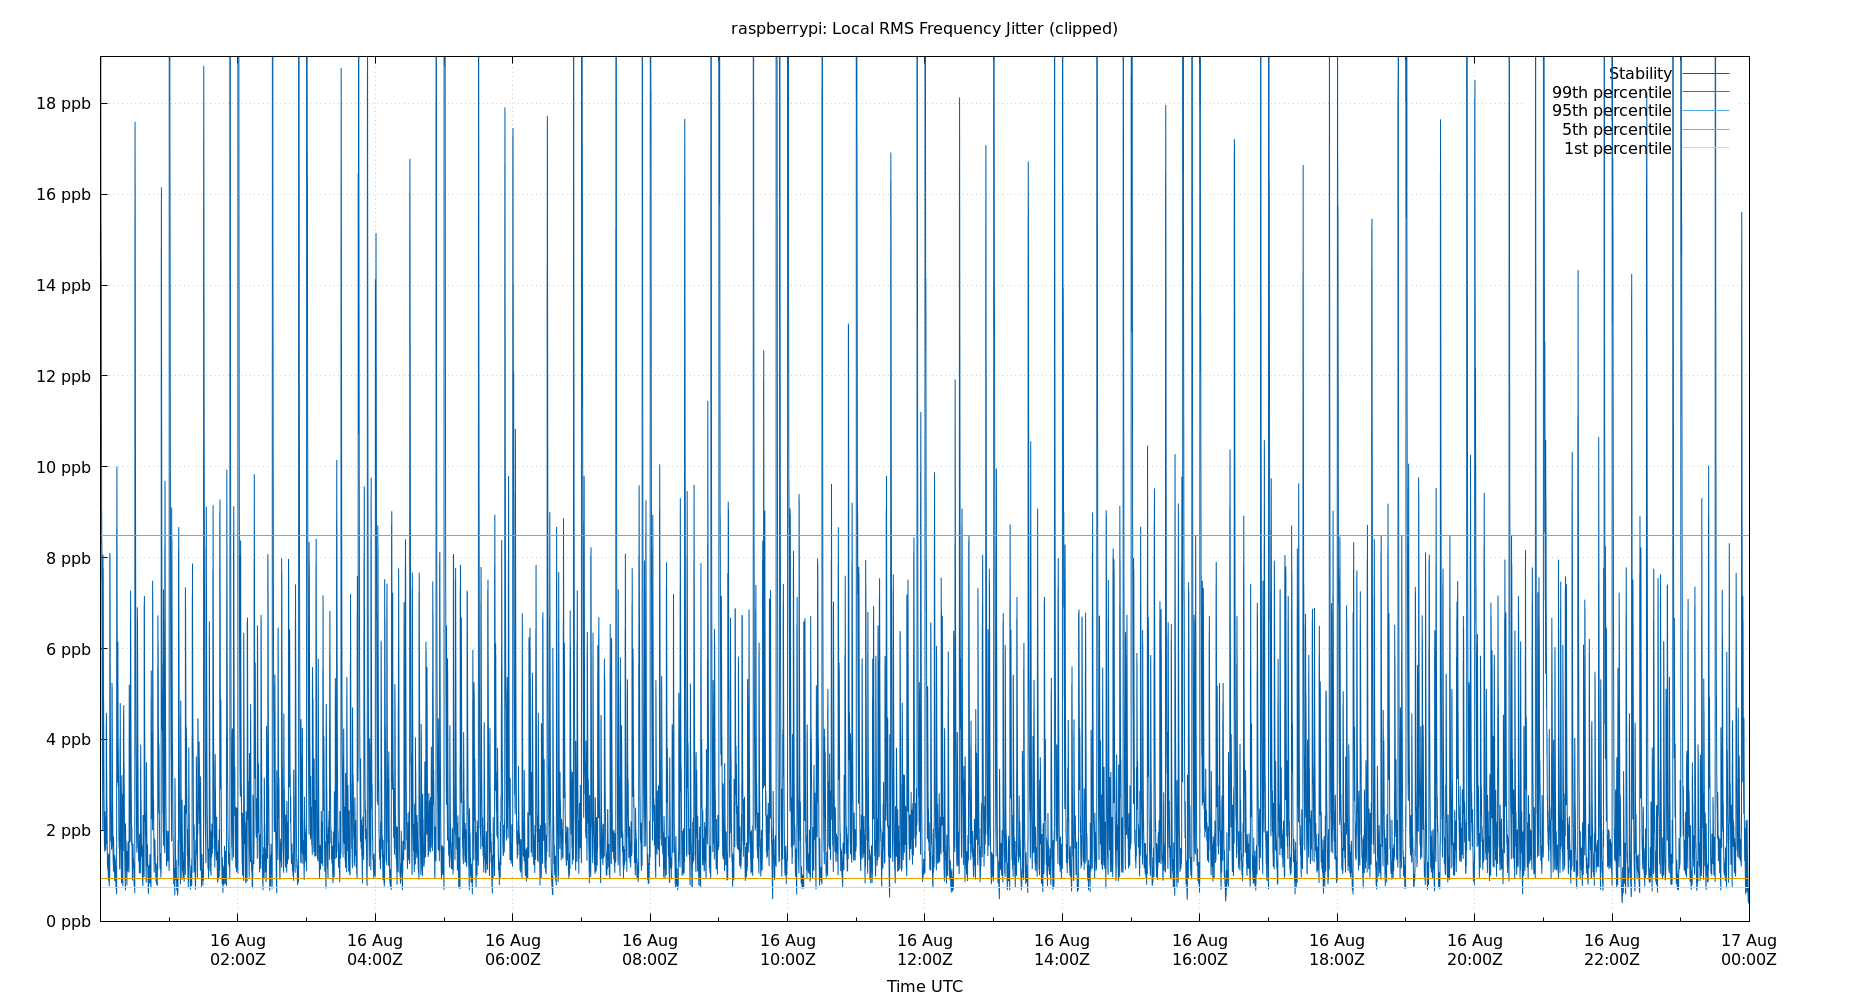 raspberrypi: Local RMS Frequency Jitter (clipped)
Stability
99th percentile
95th percentile
5th percentile
1st percentile
18 ppb
16 ppb
14 ppb
12 ppb
10 ppb
8 ppb
6 ppb
4 ppb
2 ppb
0 ppb
16 Aug 16 Aug 16 Aug 16 Aug 16 Aug 16 Aug 16 Aug 16 Aug 16 Aug 16 Aug 16 Aug 17 Aug
02:00Z 04:00Z 06:00Z 08:00Z 10:00Z 12:00Z 14:00Z 16:00Z 18:00Z 20:00Z 22:00Z 00:00Z
Time UTC